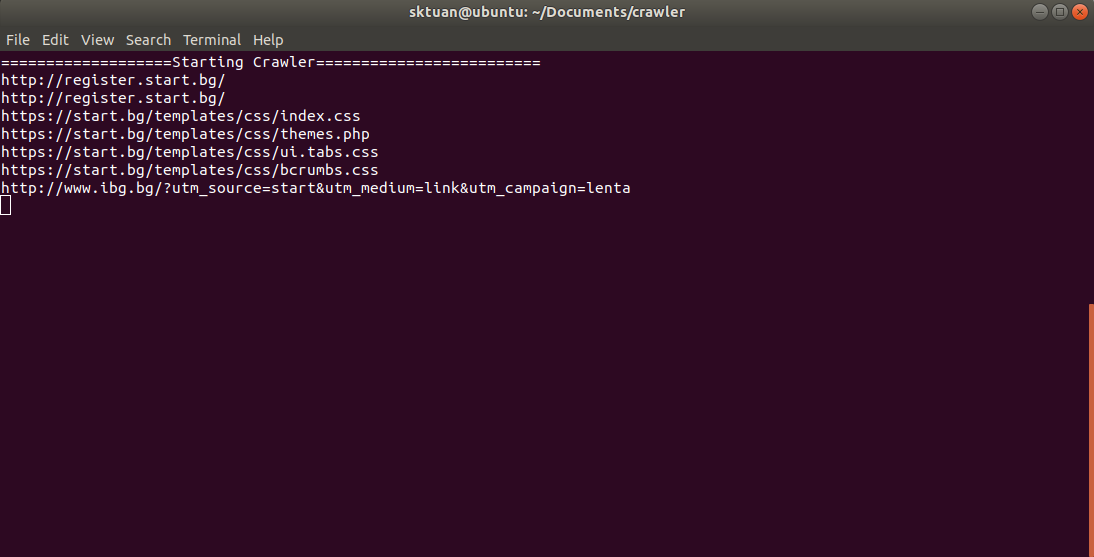 sktuan@ubuntu: ~/Documents/crawler
File Edit View Search Terminal Help
===================Starting Crawler=========================
http://register.start.bg/
http://register.start.bg/
https://start.bg/templates/css/index.css
https://start.bg/templates/css/themes.php
https://start.bg/templates/css/ui.tabs.css
https://start.bg/templates/css/bcrumbs.css
http://www.ibg.bg/?utm_source=start&utm_medium=link&utm_campaign=lenta